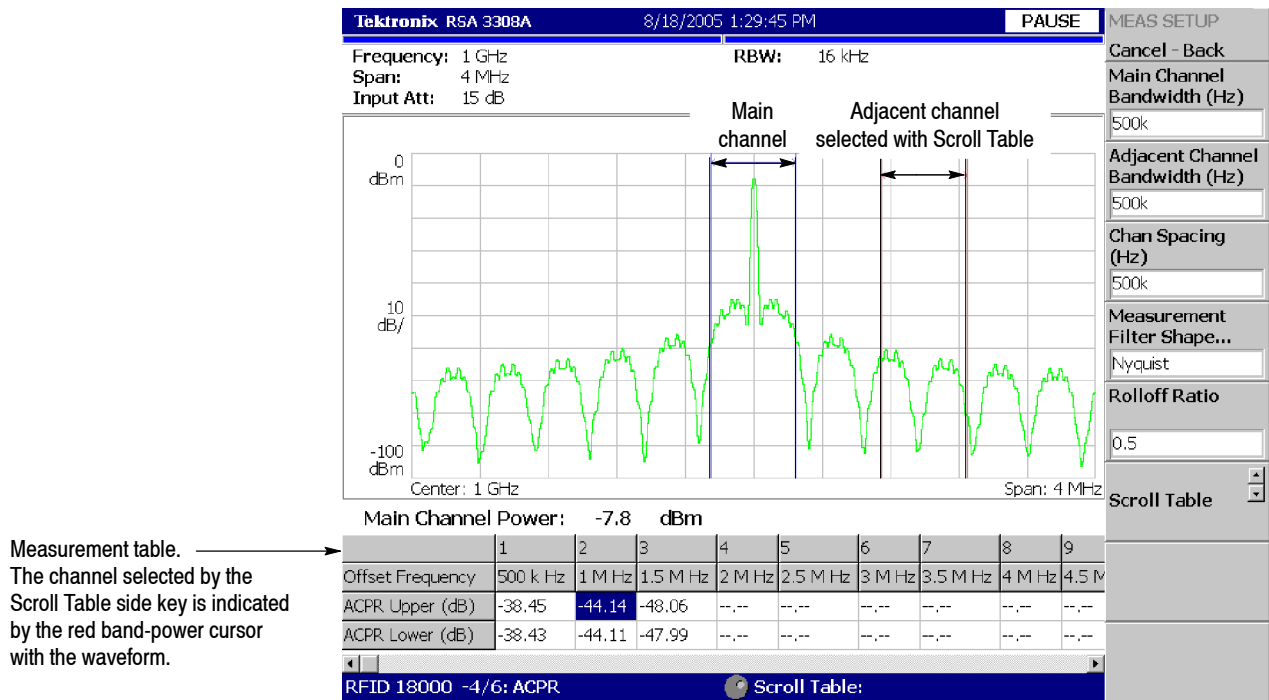 Tektronix RSA 3308A 8/18/2005 1:29:45 PM PAUSE
Frequency: 1 GHz RBW: 16 kHz
Span: 4 MHz
Input Att: 15 dB
Main channel
Adjacent channel
selected with Scroll Table
0
dBm
10
dB/
-100
dBm
Center: 1 GHz Span: 4 MHz
Main Channel Power: -7.8 dBm
1 2 3 4 5 6 7 8 9
Offset Frequency 500 k Hz 1 M Hz 1.5 M Hz 2 M Hz 2.5 M Hz 3 M Hz 3.5 M Hz 4 M Hz 4.5 M
ACPR Upper (dB) -38.45 -44.14 -48.06 --.-- --.-- --.-- --.-- --.-- --.--
ACPR Lower (dB) -38.43 -44.11 -47.99 --.-- --.-- --.-- --.-- --.-- --.--
RFID 18000 -4/6: ACPR Scroll Table:
MEAS SETUP
Cancel - Back
Main Channel
Bandwidth (Hz)
500k
Adjacent Channel
Bandwidth (Hz)
500k
Chan Spacing
(Hz)
500k
Measurement
Filter Shape...
Nyquist
Rolloff Ratio
0.5
Scroll Table
Measurement table.
The channel selected by the
Scroll Table side key is indicated
by the red band-power cursor
with the waveform.